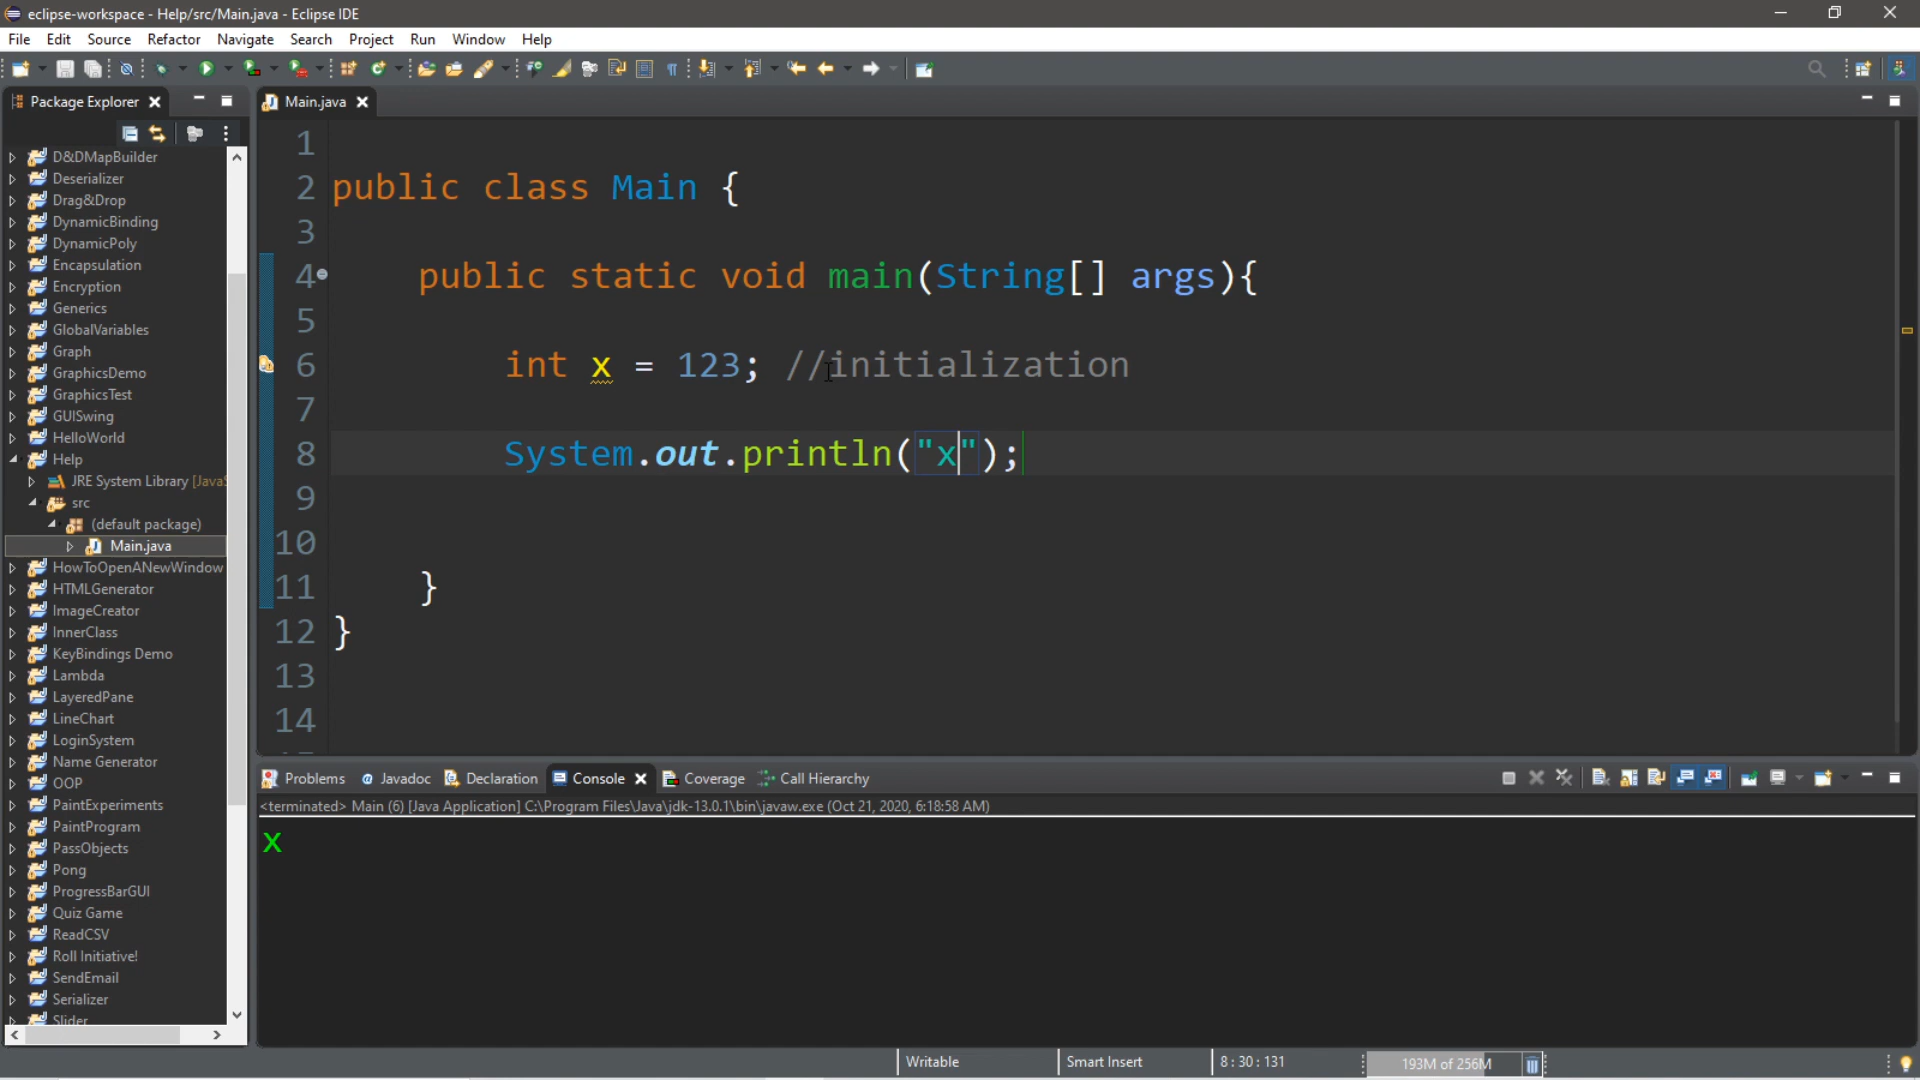 eclipse-workspace - Help/src/Main.java - Eclipse IDE
File Edit Source Refactor Navigate Search Project Run Window Help
Package Explorer
D&DMapBuilder
Deserializer
Drag&Drop
DynamicBinding
DynamicPoly
Encapsulation
Encryption
Generics
GlobalVariables
Graph
GraphicsDemo
GraphicsTest
GUISwing
HelloWorld
Help
JRE System Library [JavaS
src
(default package)
Main.java
HowToOpenANewWindow
HTMLGenerator
ImageCreator
InnerClass
KeyBindings Demo
Lambda
LayeredPane
LineChart
LoginSystem
Name Generator
OOP
PaintExperiments
PaintProgram
PassObjects
Pong
ProgressBarGUI
Quiz Game
ReadCSV
Roll Initiative!
SendEmail
Serializer
Slider
Main.java
1
2 public class Main {
3
4 public static void main(String[] args){
5
6 int x = 123; //initialization
7
8 System.out.println("x");
9
10
11 }
12 }
13
14
Problems @ Javadoc Declaration Console Coverage Call Hierarchy
<terminated> Main (6) [Java Application] C:\Program Files\Java\jdk-13.0.1\bin\javaw.exe (Oct 21, 2020, 6:18:58 AM)
x
Writable Smart Insert 8 : 30 : 131 193M of 256M